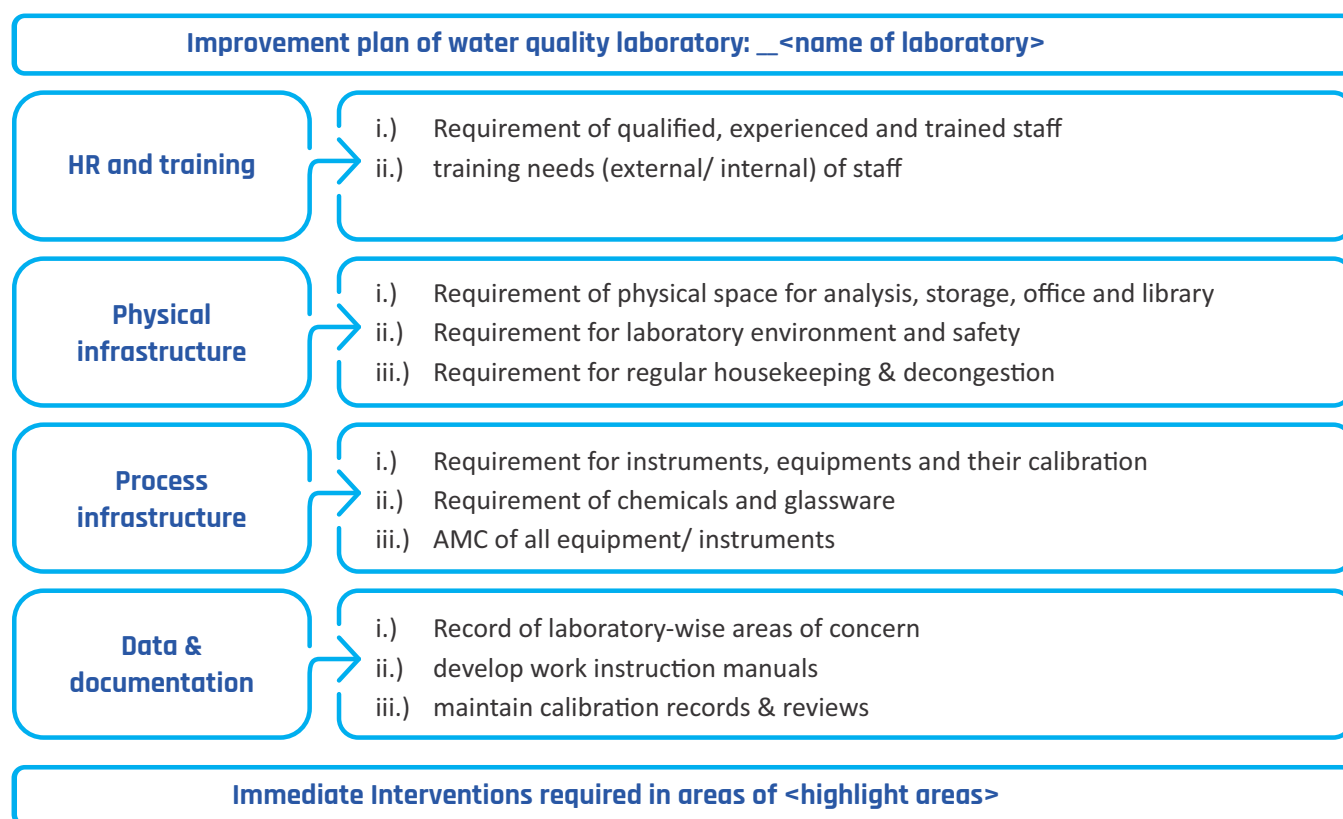 Improvement plan of water quality laboratory: __<name of laboratory>
HR and training
i.) Requirement of qualified, experienced and trained staff
ii.) training needs (external/ internal) of staff
Physical
infrastructure
i.) Requirement of physical space for analysis, storage, office and library
ii.) Requirement for laboratory environment and safety
iii.) Requirement for regular housekeeping & decongestion
Process
infrastructure
i.) Requirement for instruments, equipments and their calibration
ii.) Requirement of chemicals and glassware
iii.) AMC of all equipment/ instruments
Data &
documentation
i.) Record of laboratory-wise areas of concern
ii.) develop work instruction manuals
iii.) maintain calibration records & reviews
Immediate Interventions required in areas of <highlight areas>